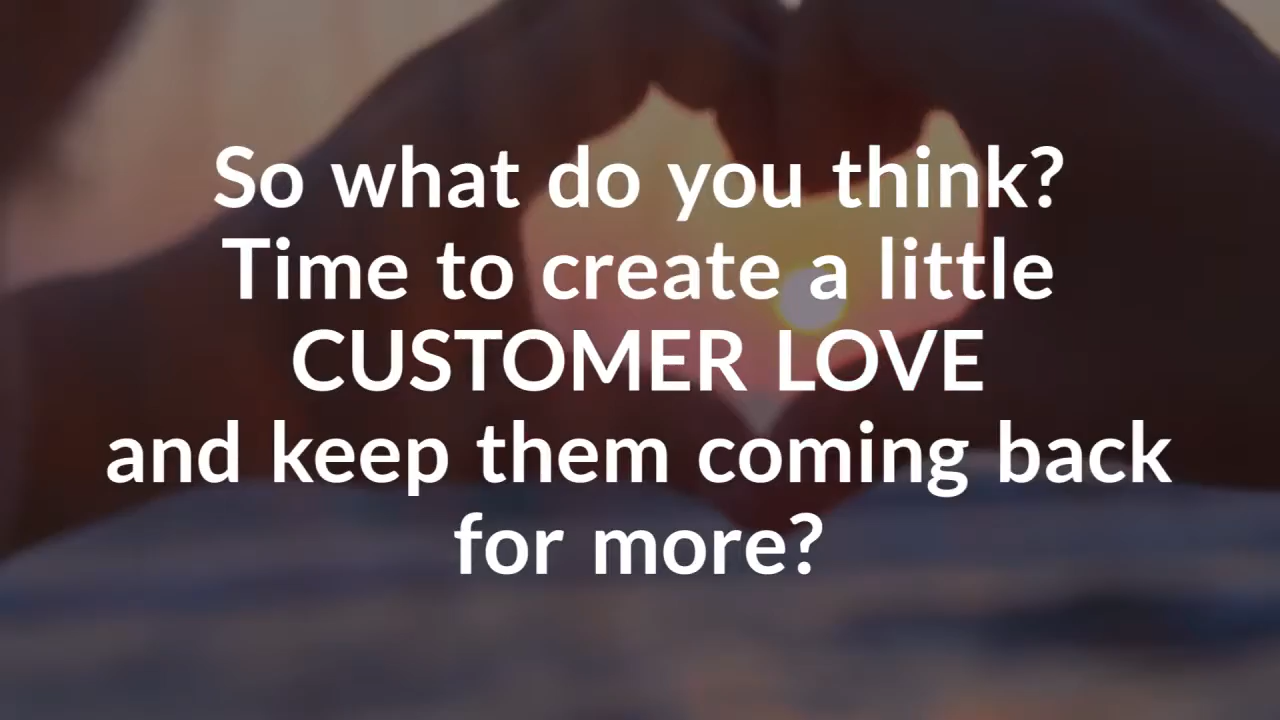 So what do you think?
Time to create a little
CUSTOMER LOVE
and keep them coming back
for more?